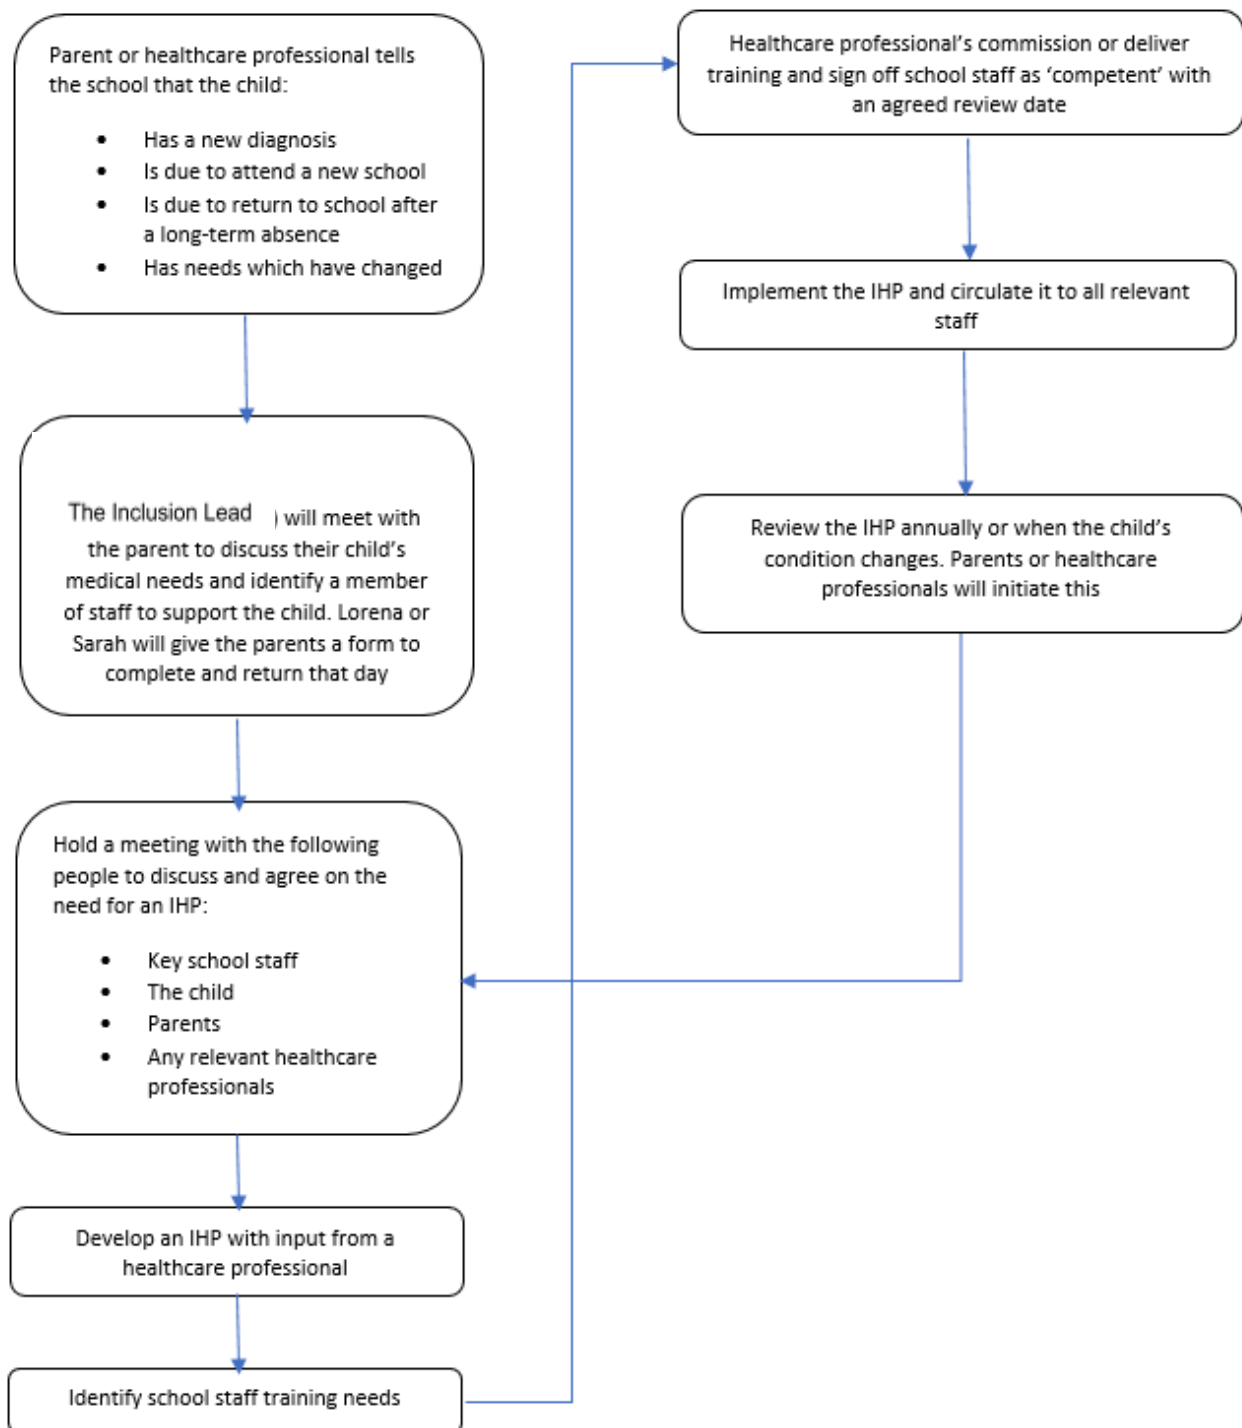 Parent or healthcare professional tells
the school that the child:
• Has a new diagnosis
• Is due to attend a new school
• Is due to return to school after
a long-term absence
• Has needs which have changed
The Inclusion Lead ) will meet with
the parent to discuss their child's
medical needs and identify a member
of staff to support the child. Lorena or
Sarah will give the parents a form to
complete and return that day
Hold a meeting with the following
people to discuss and agree on the
need for an IHP:
• Key school staff
• The child
• Parents
• Any relevant healthcare
professionals
Develop an IHP with input from a
healthcare professional
Identify school staff training needs
Healthcare professional's commission or deliver
training and sign off school staff as 'competent' with
an agreed review date
Implement the IHP and circulate it to all relevant
staff
Review the IHP annually or when the child's
condition changes. Parents or healthcare
professionals will initiate this